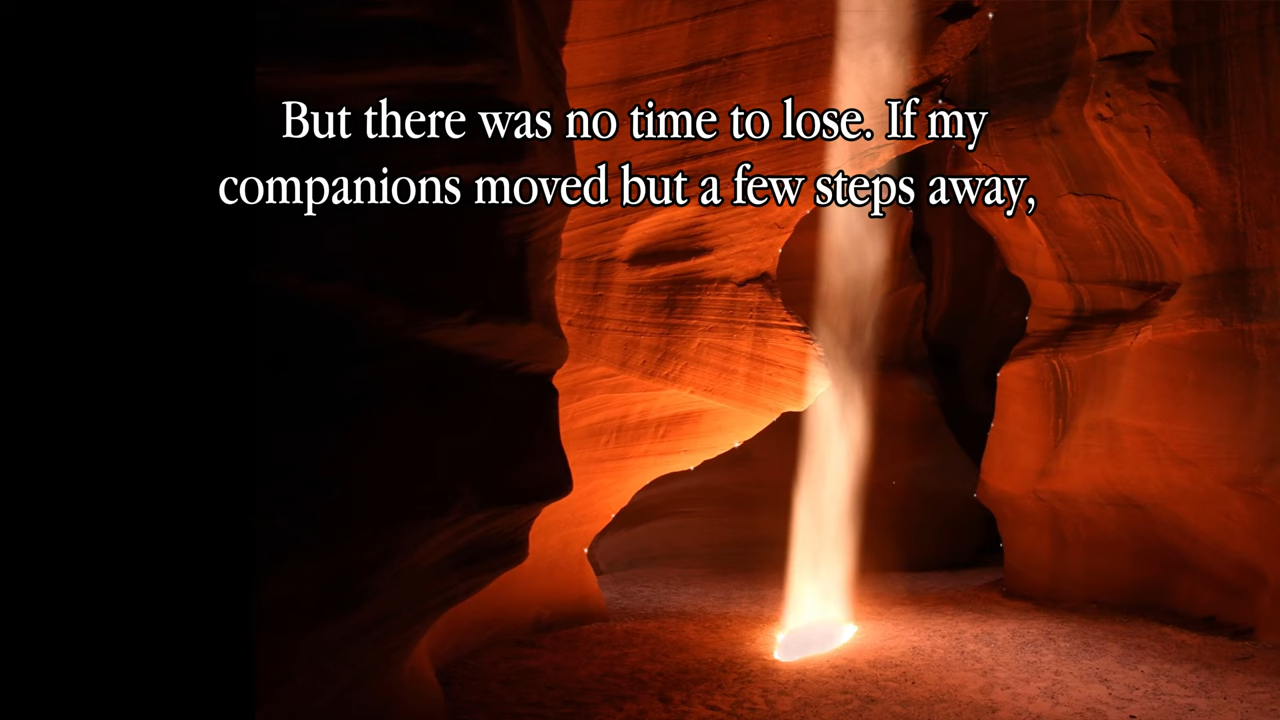 But there was no time to lose. If my
companions moved but a few steps away,